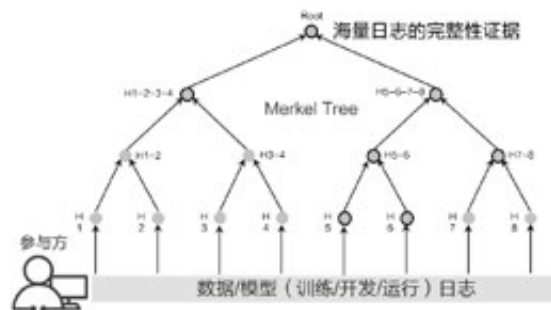 Root
海量日志的完整性证据
H1-2-3-4
H5-6-7-8
Merkel Tree
H1-2
H3-4
H5-6
H7-8
H 1
H 2
H 3
H 4
H 5
H 6
H 7
H 8
参与方
数据/模型（训练/开发/运行）日志